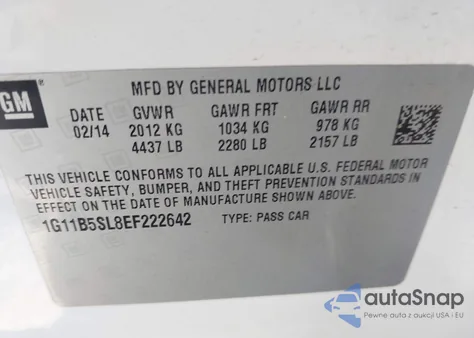 GM
MFD BY GENERAL MOTORS LLC
DATE GVWR GAWR FRT GAWR RR
02/14 2012 KG 1034 KG 978 KG
4437 LB 2280 LB 2157 LB
THIS VEHICLE CONFORMS TO ALL APPLICABLE U.S. FEDERAL MOTOR
VEHICLE SAFETY, BUMPER, AND THEFT PREVENTION STANDARDS IN
EFFECT ON THE DATE OF MANUFACTURE SHOWN ABOVE.
1G11B5SL8EF222642 TYPE: PASS CAR
autoSnap
Pewne auta z USA i EU